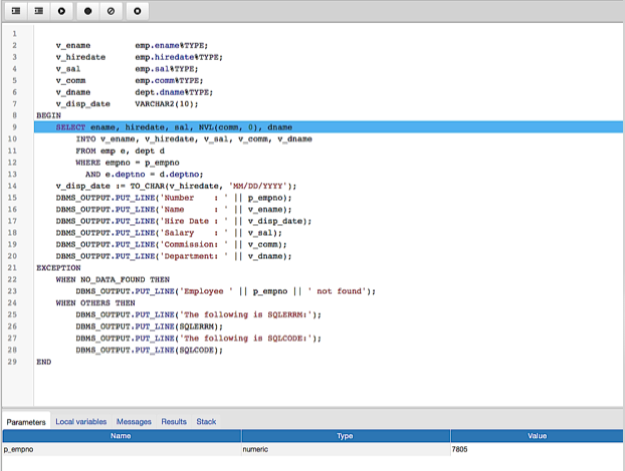 1
2 v_ename emp.ename%TYPE;
3 v_hiredate emp.hiredate%TYPE;
4 v_sal emp.sal%TYPE;
5 v_comm emp.comm%TYPE;
6 v_dname dept.dname%TYPE;
7 v_disp_date VARCHAR2(10);
8 BEGIN
9 SELECT ename, hiredate, sal, NVL(comm, 0), dname
10 INTO v_ename, v_hiredate, v_sal, v_comm, v_dname
11 FROM emp e, dept d
12 WHERE empno = p_empno
13 AND e.deptno = d.deptno;
14 v_disp_date := TO_CHAR(v_hiredate, 'MM/DD/YYYY');
15 DBMS_OUTPUT.PUT_LINE('Number : ' || p_empno);
16 DBMS_OUTPUT.PUT_LINE('Name : ' || v_ename);
17 DBMS_OUTPUT.PUT_LINE('Hire Date : ' || v_disp_date);
18 DBMS_OUTPUT.PUT_LINE('Salary : ' || v_sal);
19 DBMS_OUTPUT.PUT_LINE('Commission: ' || v_comm);
20 DBMS_OUTPUT.PUT_LINE('Department: ' || v_dname);
21 EXCEPTION
22 WHEN NO_DATA_FOUND THEN
23 DBMS_OUTPUT.PUT_LINE('Employee ' || p_empno || ' not found');
24 WHEN OTHERS THEN
25 DBMS_OUTPUT.PUT_LINE('The following is SQLERRM:');
26 DBMS_OUTPUT.PUT_LINE(SQLERRM);
27 DBMS_OUTPUT.PUT_LINE('The following is SQLCODE:');
28 DBMS_OUTPUT.PUT_LINE(SQLCODE);
29 END
Parameters Local variables Messages Results Stack
Name Type Value
p_empno numeric 7805